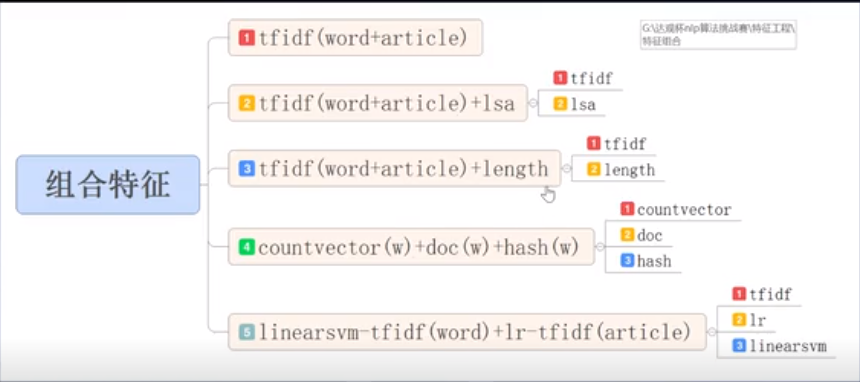 G:\达观杯nlp算法挑战赛\特征工程\
特征组合
组合特征
1 tfidf(word+article)
2 tfidf(word+article)+lsa
1 tfidf
2 lsa
3 tfidf(word+article)+length
1 tfidf
2 length
4 countvector(w)+doc(w)+hash(w)
1 countvector
2 doc
3 hash
5 linearsvm-tfidf(word)+lr-tfidf(article)
1 tfidf
2 lr
3 linearsvm